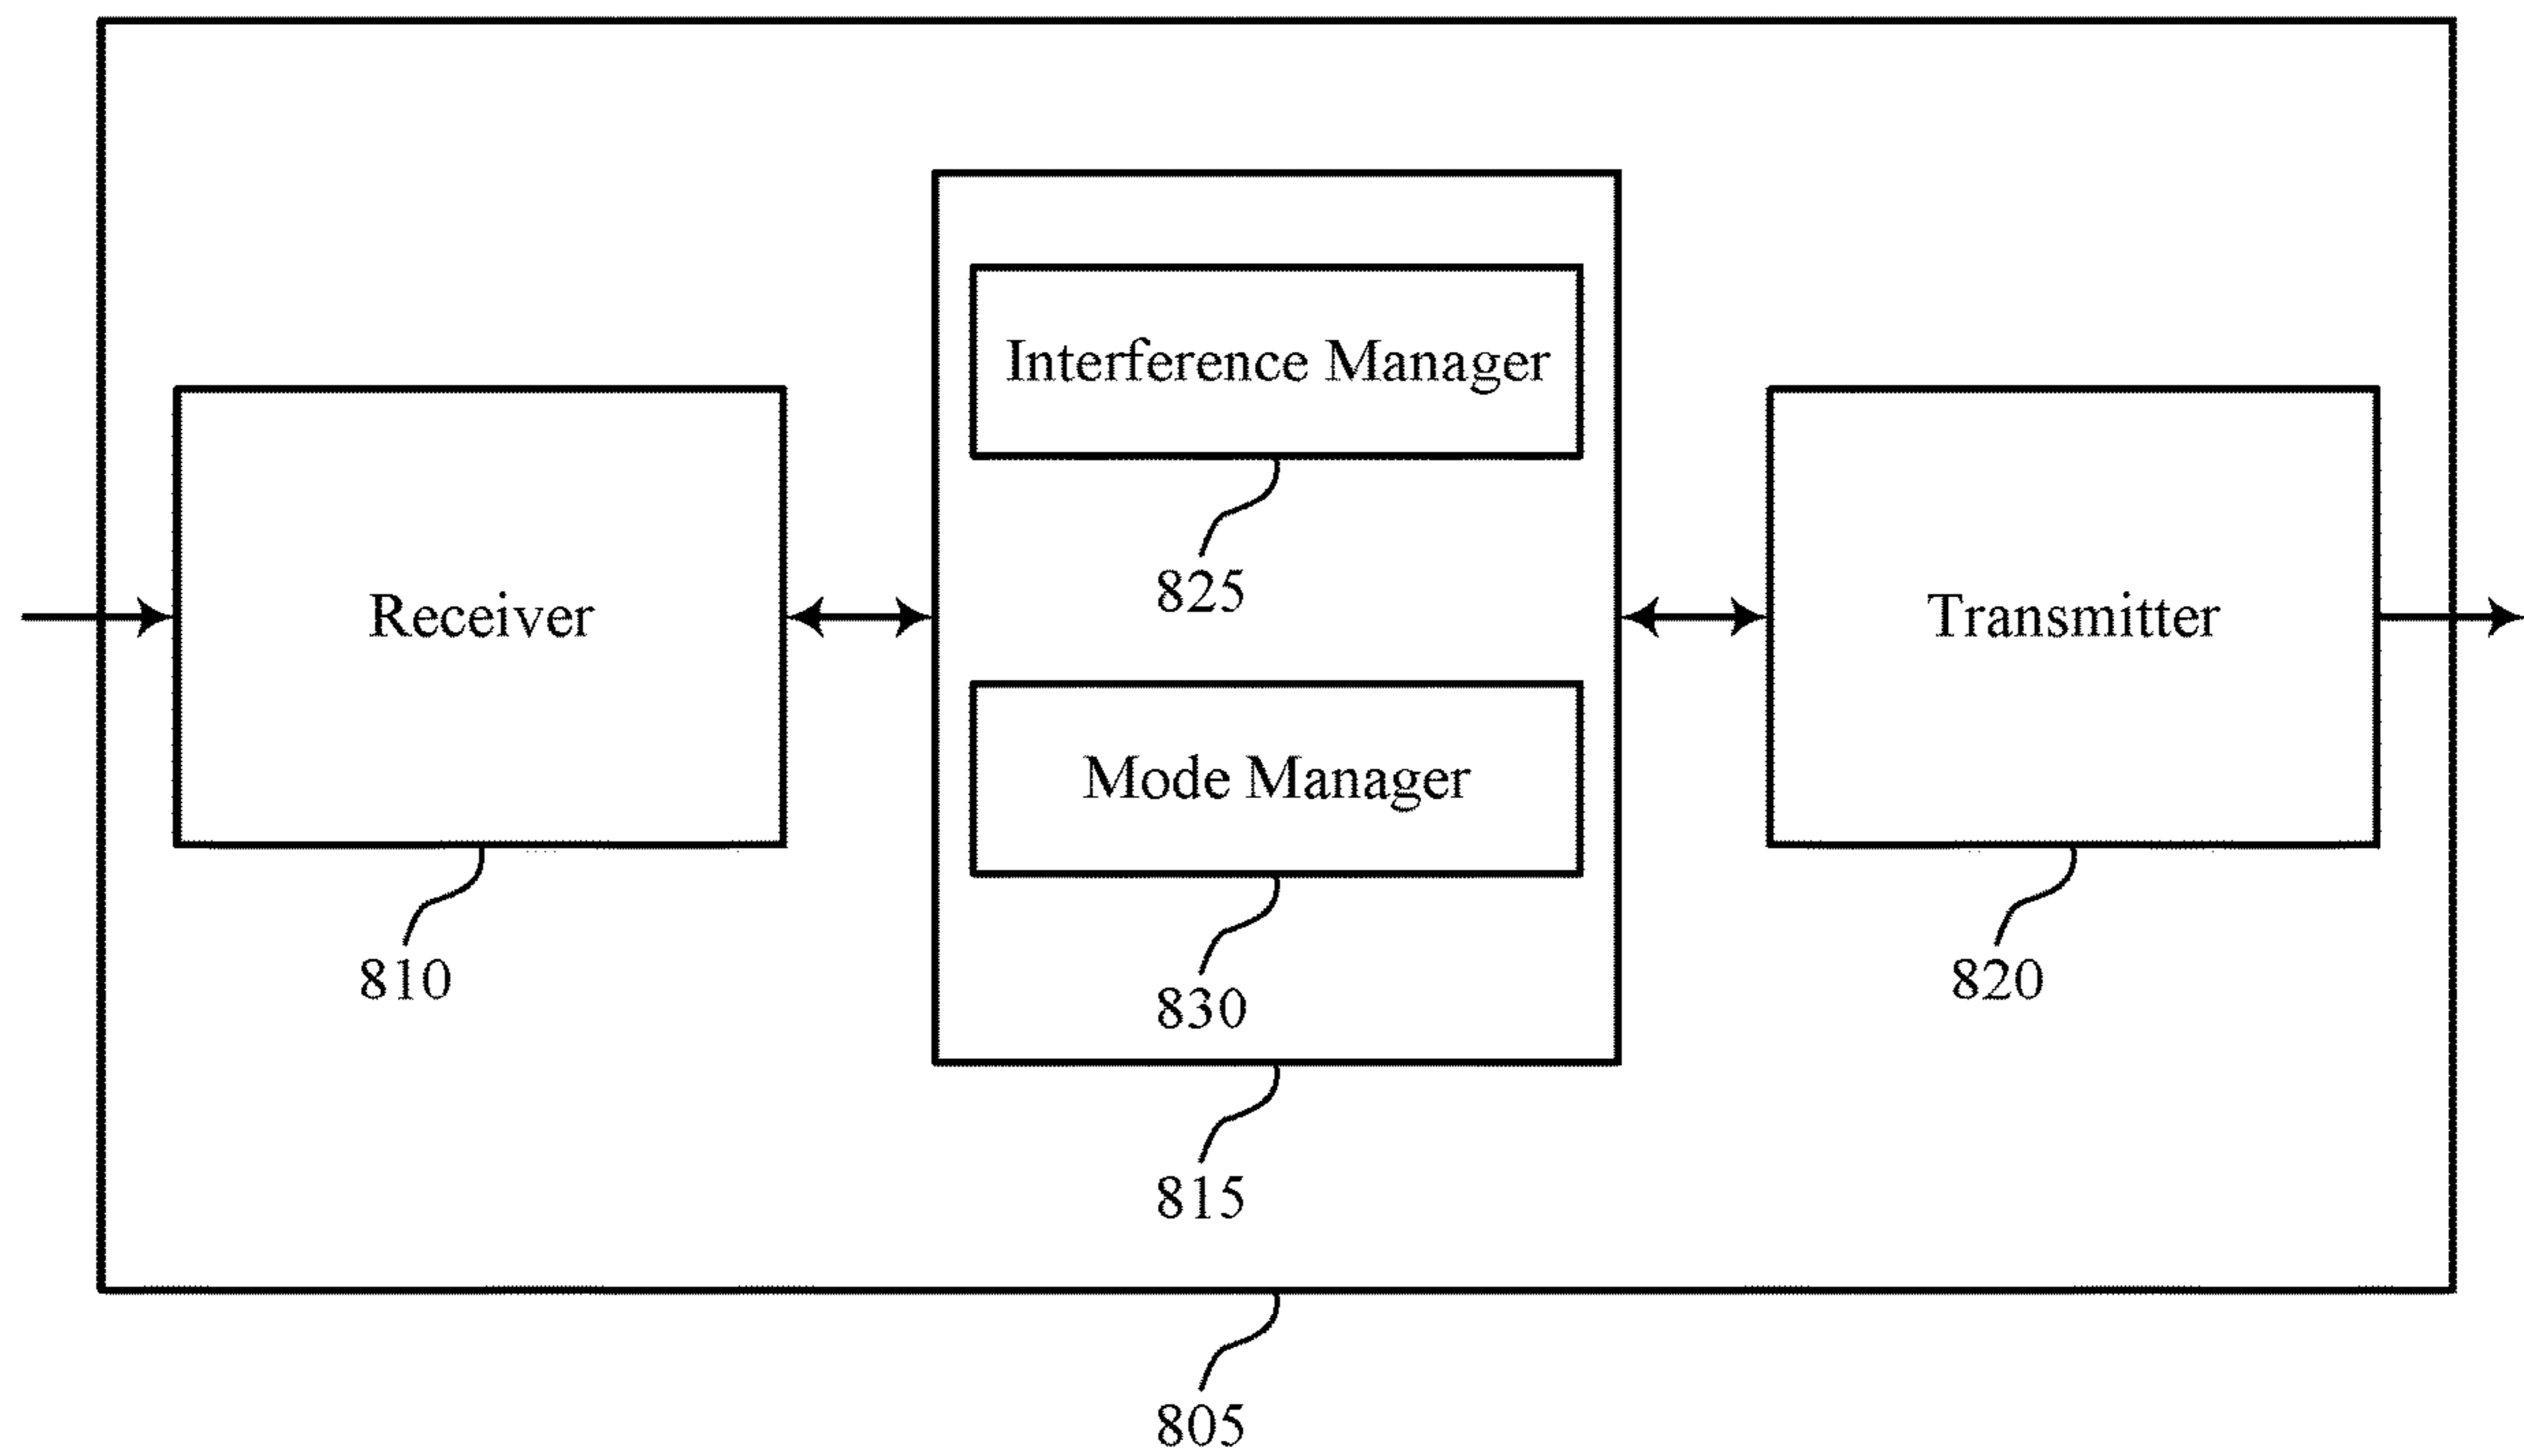 Interference Manager
825
Receiver
Transmitter
Mode Manager
810
830
820
815
805